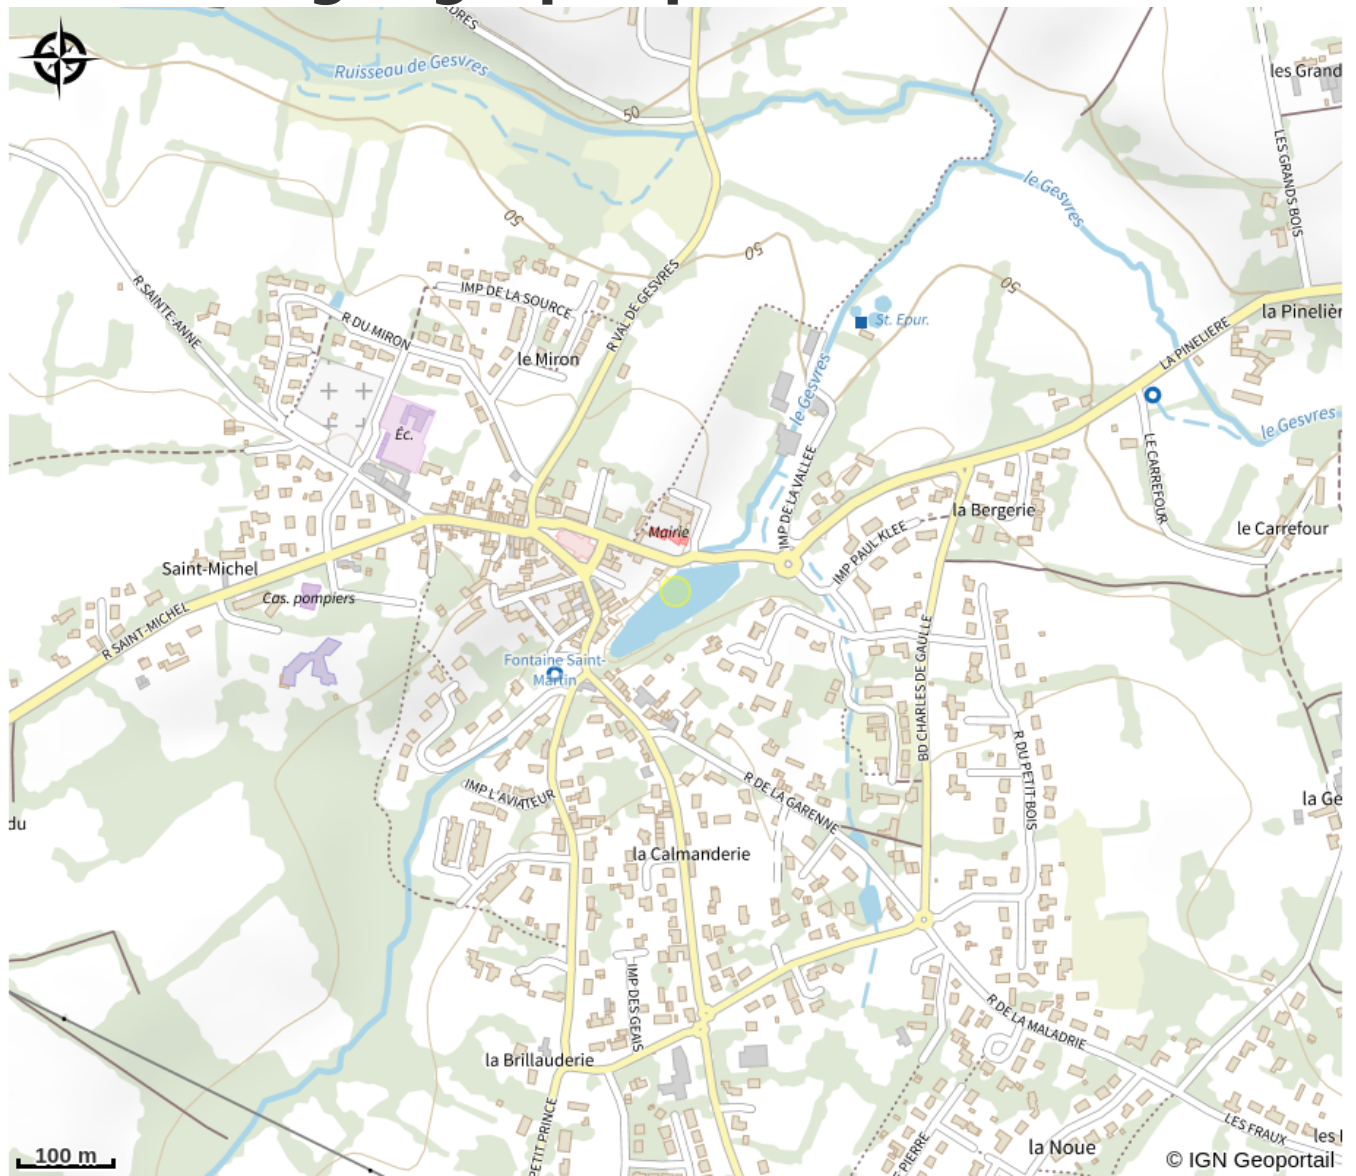 Ruisseau de Gesvres
50
les Grand
LES GRANDS BOIS
le Gesvres
50
50
50
R SAINTE-ANNE
IMP DE LA SOURCE
R VAL DE GESVRES
R DU MIRON
le Miron
St. Epur.
la Pinelièr
LA PINELIERE
le Gesvres
le Gesvres
Éc.
IMP DE LA VALLEE
LE CARREFOUR
la Bergerie
le Carrefour
Mairie
IMP PAUL KLEE
Saint-Michel
Cas. pompiers
R SAINT-MICHEL
Fontaine Saint-
Martin
BD CHARLES DE GAULLE
R DU PETIT BOIS
IMP L'AVIATEUR
R DE LA GARENNE
la Ge
du
la Calmanderie
IMP DES GEAIS
R DE LA MALADRIE
la Brillauderie
PETIT PRINCE
PIERRE
la Noue
LES FRAUX
les
100 m
© IGN Geoportail